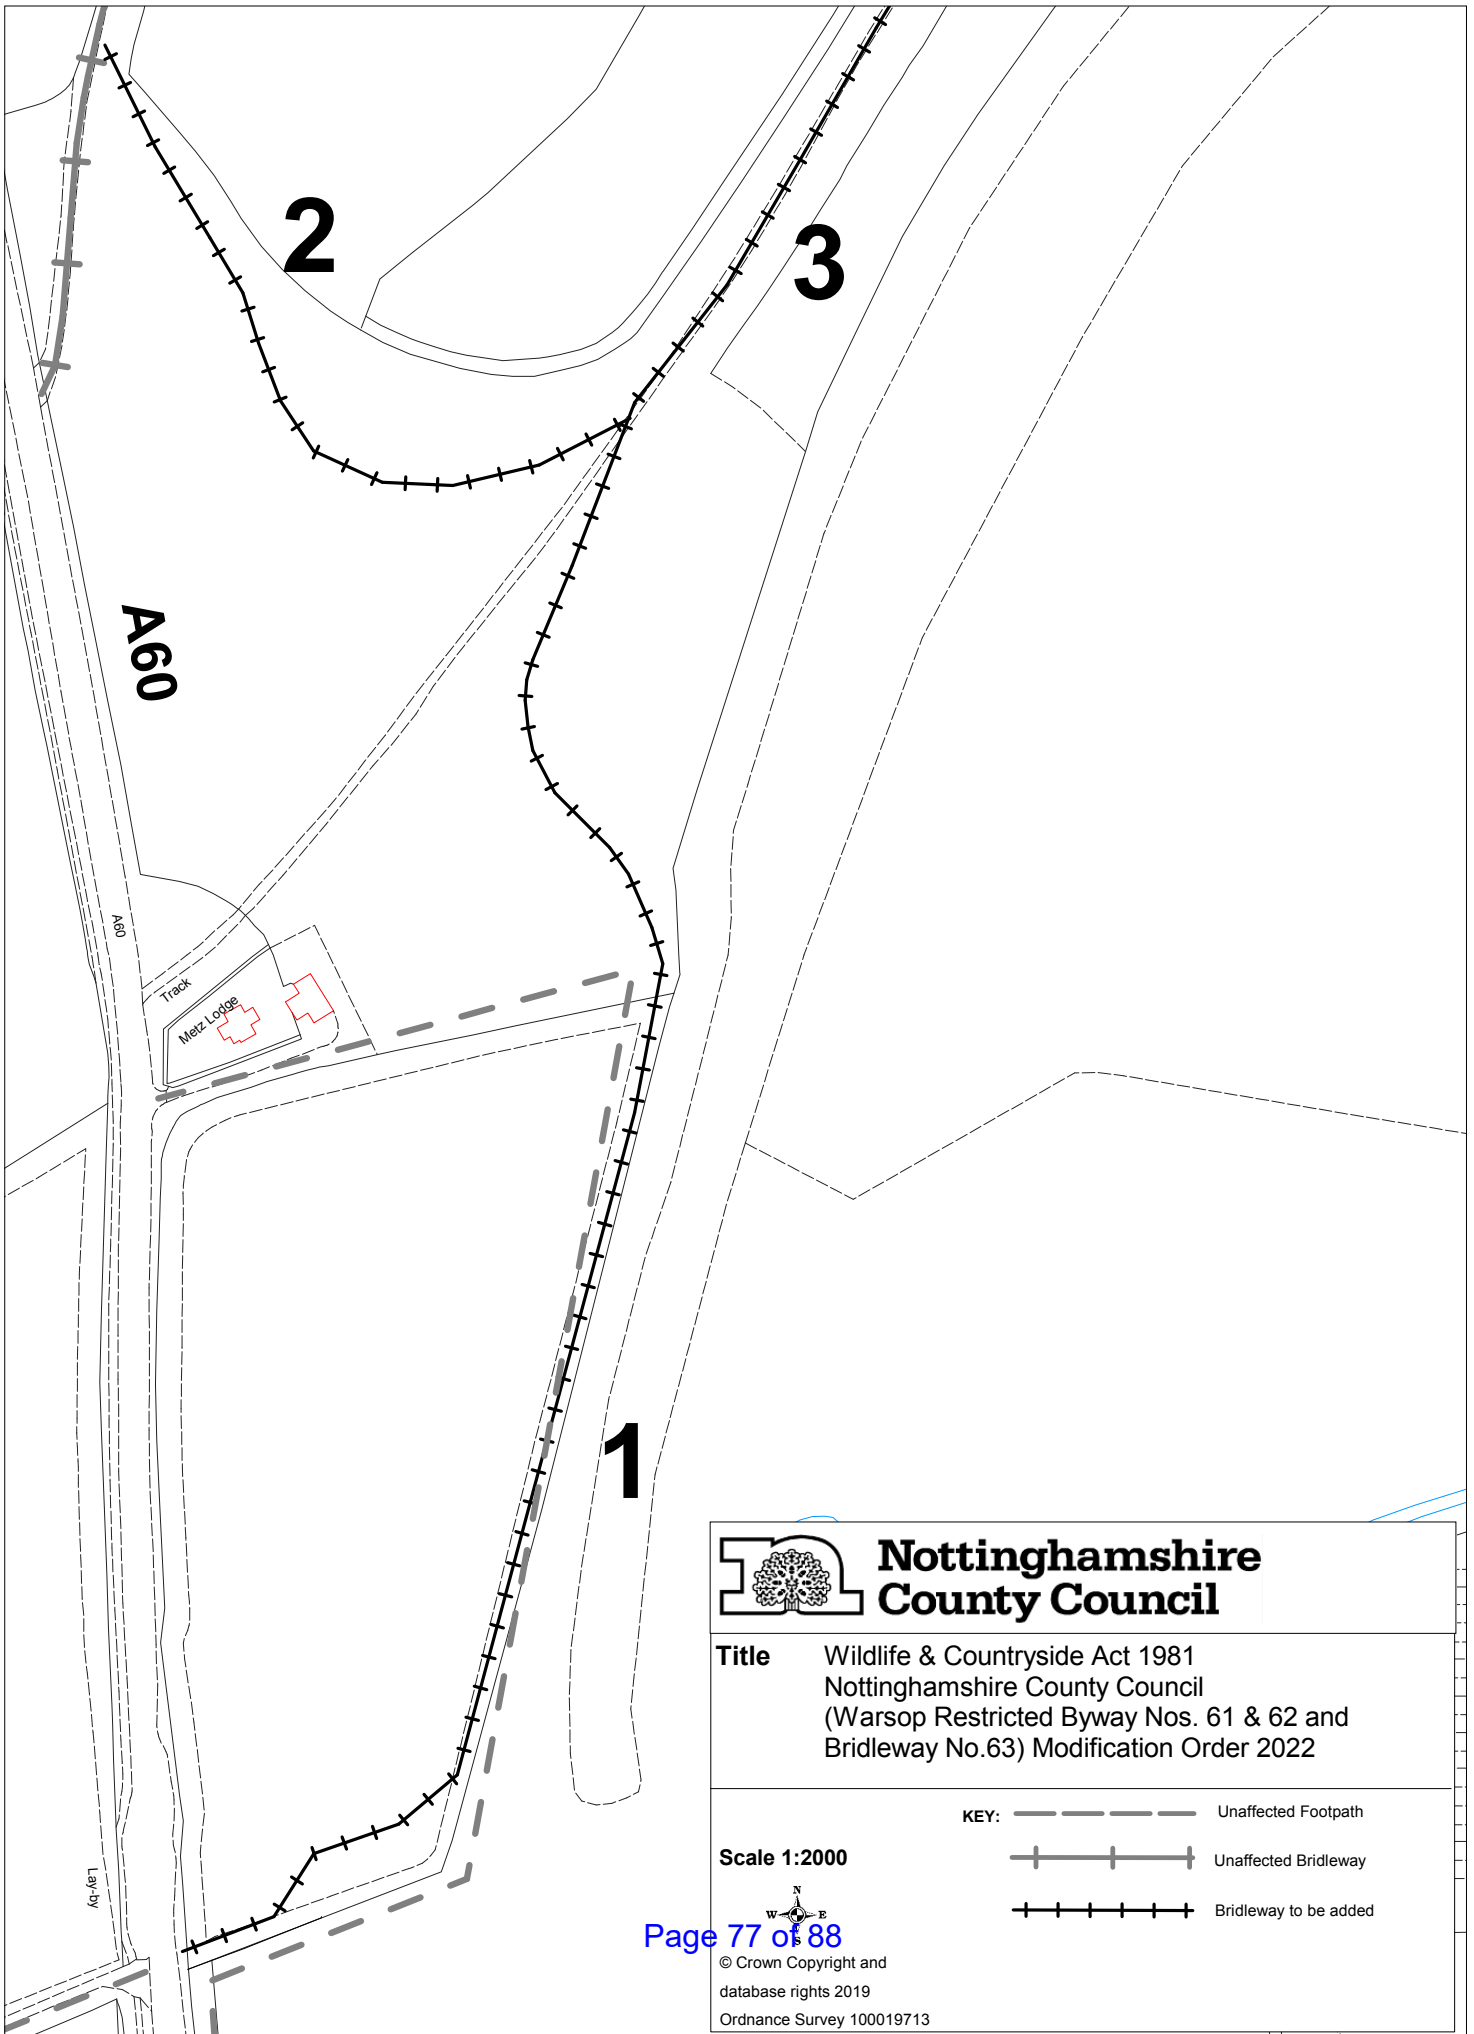 2
3
A60
A60
Track
Metz Lodge
1
Lay-by
Nottinghamshire
County Council
Title
Wildlife & Countryside Act 1981
Nottinghamshire County Council
(Warsop Restricted Byway Nos. 61 & 62 and
Bridleway No.63) Modification Order 2022
KEY:
Unaffected Footpath
Unaffected Bridleway
Bridleway to be added
Scale 1:2000
N
W E
S
Page 77 of 88
© Crown Copyright and
database rights 2019
Ordnance Survey 100019713